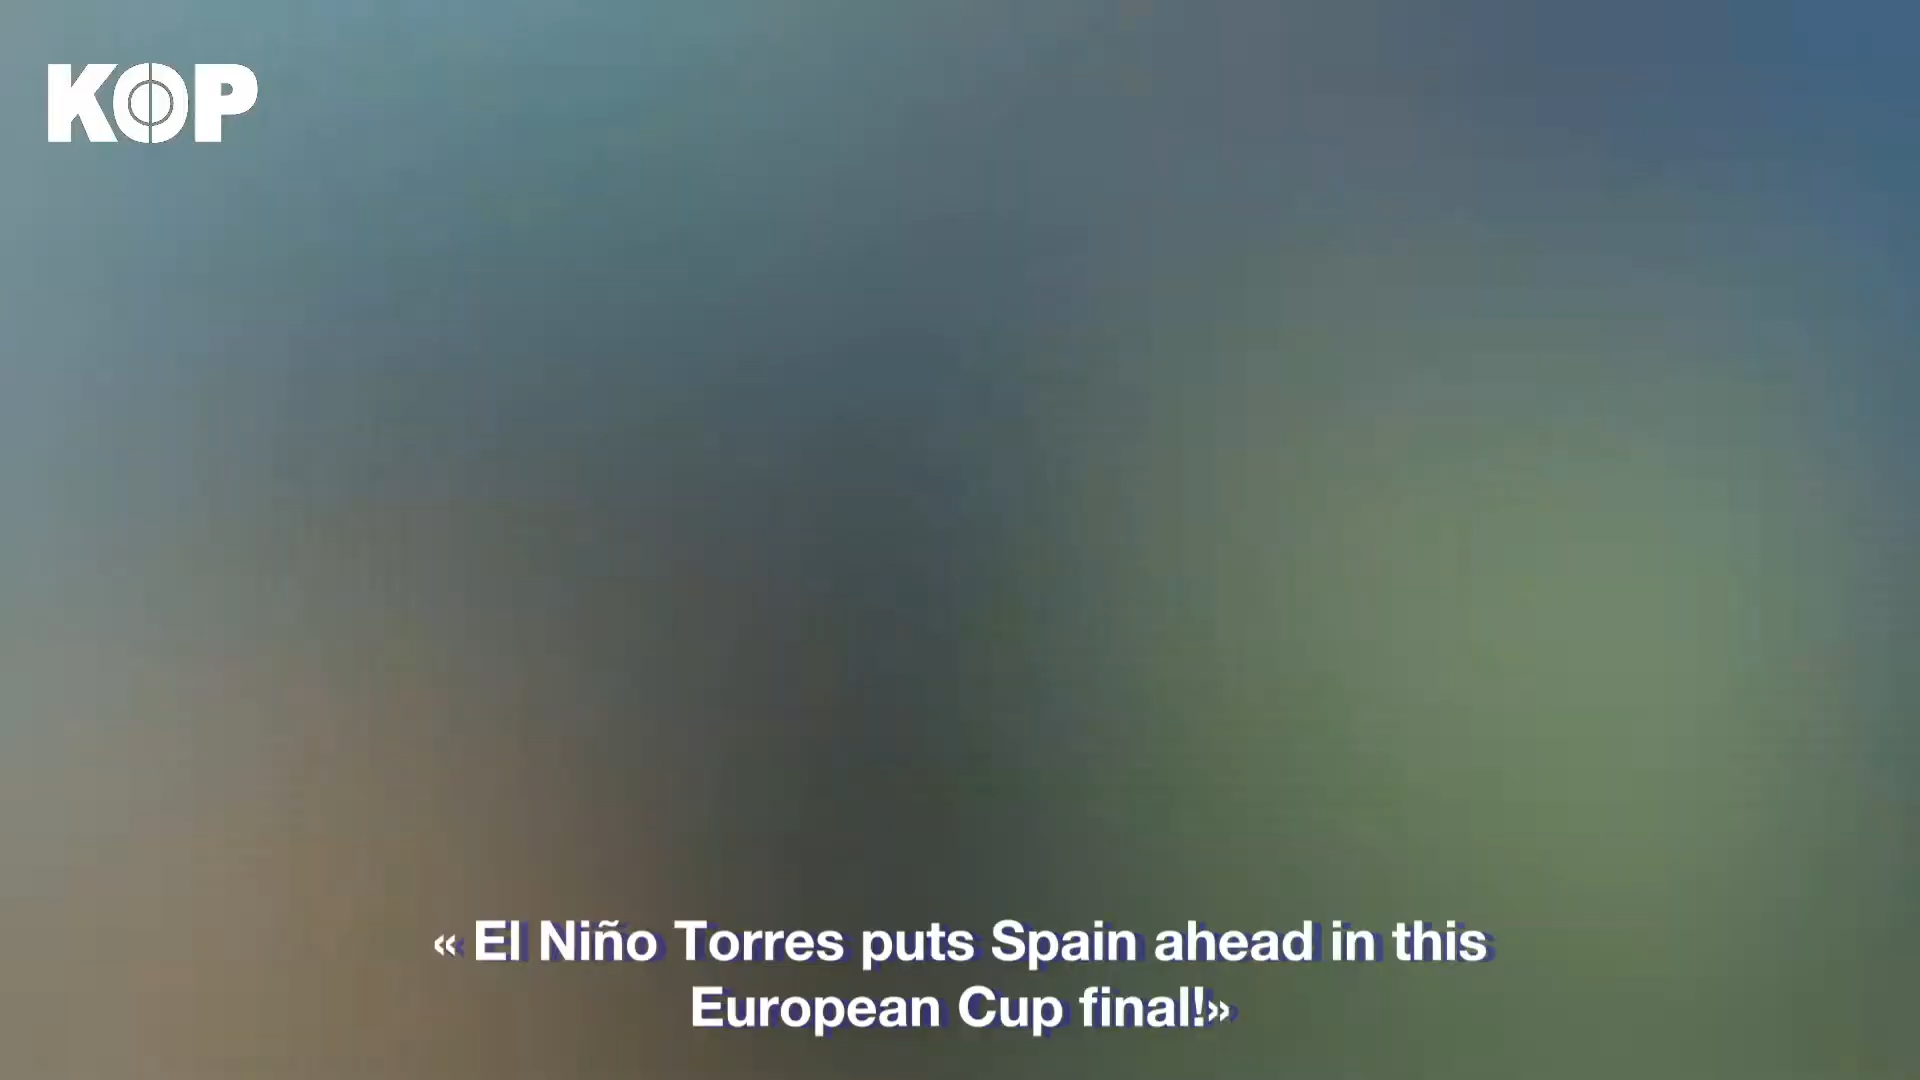 KOP
« El Niño Torres puts Spain ahead in this
European Cup final!»